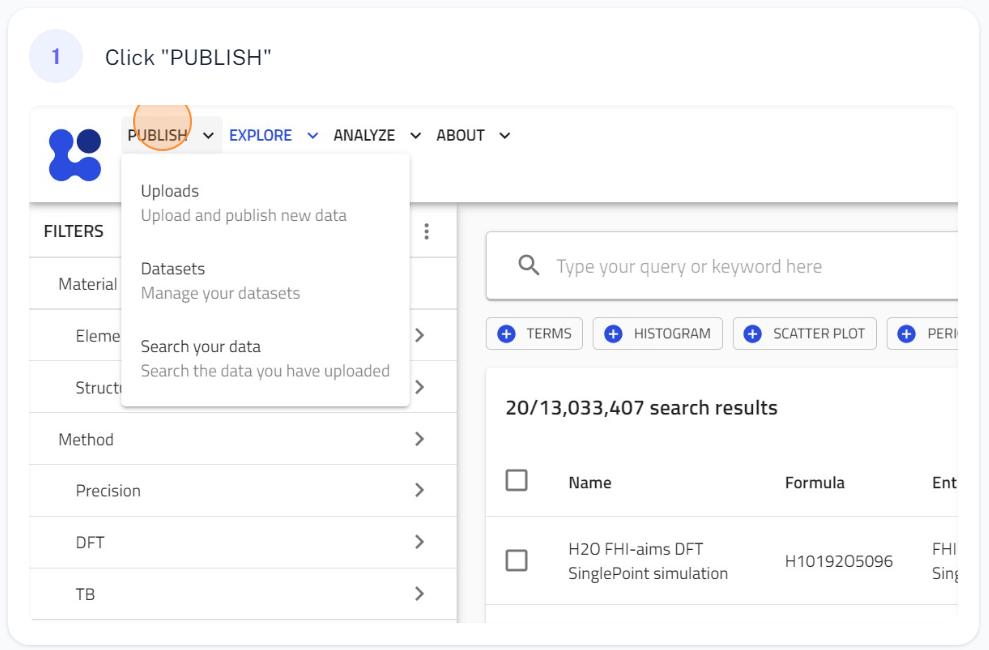 1
Click "PUBLISH"
PUBLISH EXPLORE ANALYZE ABOUT
Uploads
Upload and publish new data
Datasets
Manage your datasets
Search your data
Search the data you have uploaded
FILTERS
Material
Eleme
Structu
Method
Precision
DFT
TB
Type your query or keyword here
TERMS HISTOGRAM SCATTER PLOT PERI
20/13,033,407 search results
Name Formula Ent
H2O FHI-aims DFT
SinglePoint simulation
H10192O5096
FHI
Sing